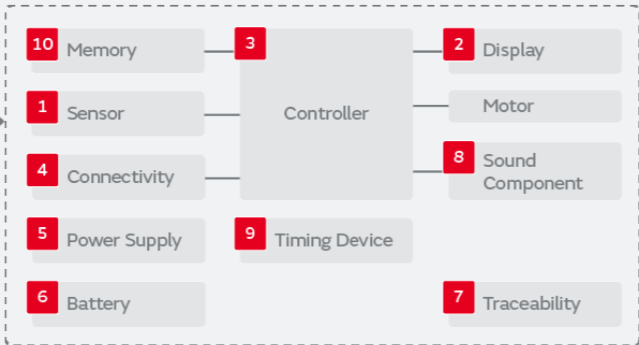 10 Memory
3
Controller
2 Display
1 Sensor
Motor
4 Connectivity
8 Sound
Component
5 Power Supply
9 Timing Device
6 Battery
7 Traceability